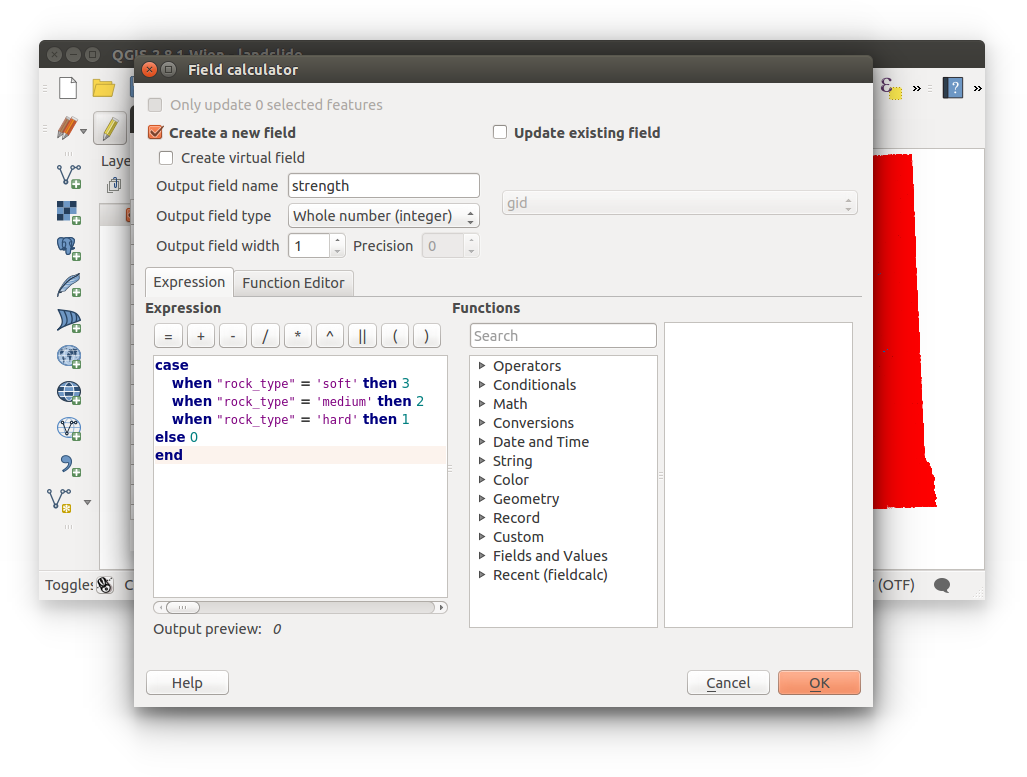 QGIS 2.8.1-Wien - landslide
Field calculator
Only update 0 selected features
Create a new field
Update existing field
Create virtual field
Laye
Output field name
strength
gid
Output field type
Whole number (integer)
Output field width
1
Precision
0
Expression
Function Editor
Expression
Functions
= + - / * ^ || ( )
Search
case
when "rock_type" = 'soft' then 3
when "rock_type" = 'medium' then 2
when "rock_type" = 'hard' then 1
else 0
end
Operators
Conditionals
Math
Conversions
Date and Time
String
Color
Geometry
Record
Custom
Fields and Values
Recent (fieldcalc)
Toggles
C
(OTF)
Output preview: 0
Help
Cancel
OK